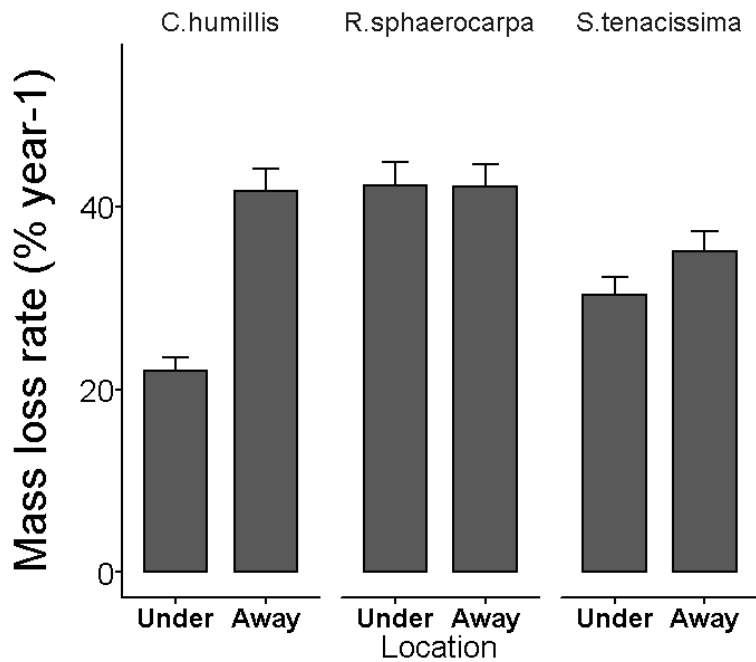 C.humillis
R.sphaerocarpa
S.tenacissima
Mass loss rate (% year-1)
40
20
0
Under Away
Under Away
Under Away
Location